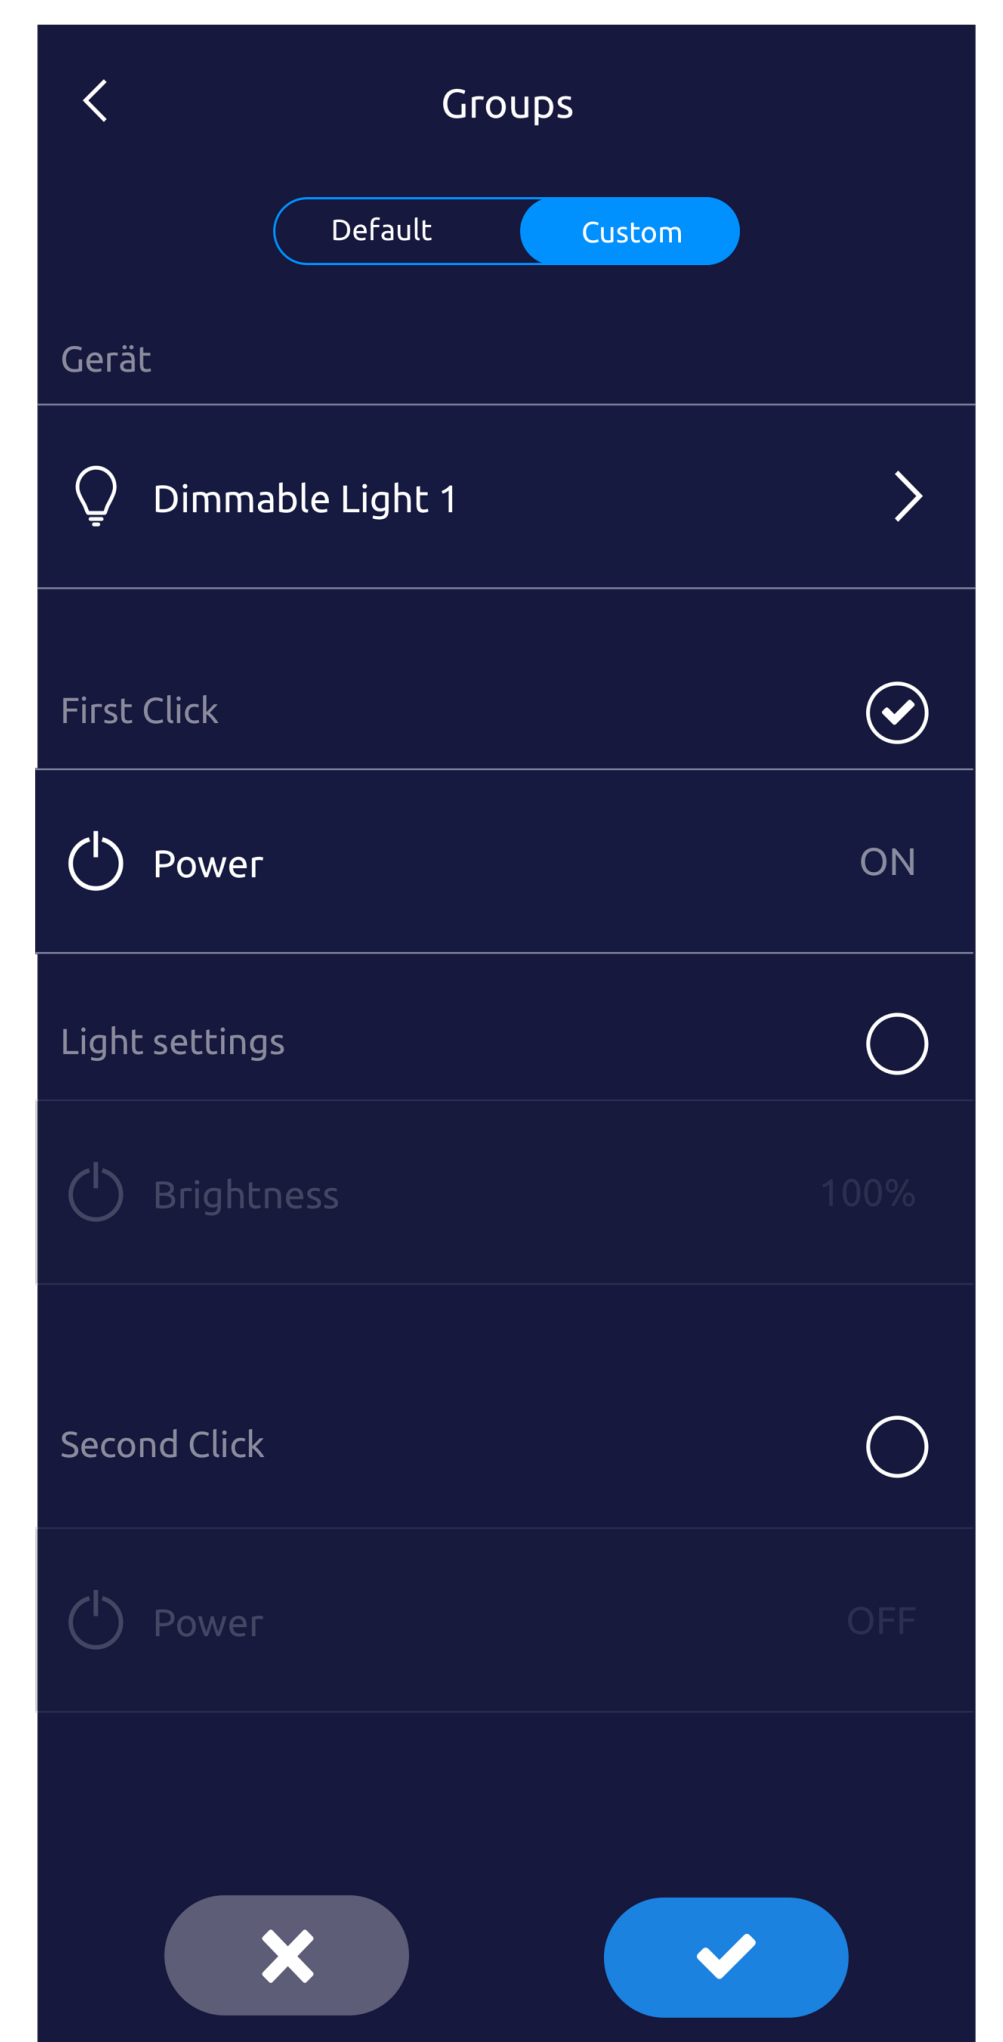 Groups
Default
Custom
Gerät
Dimmable Light 1
First Click
Power
ON
Light settings
Brightness
100%
Second Click
Power
OFF